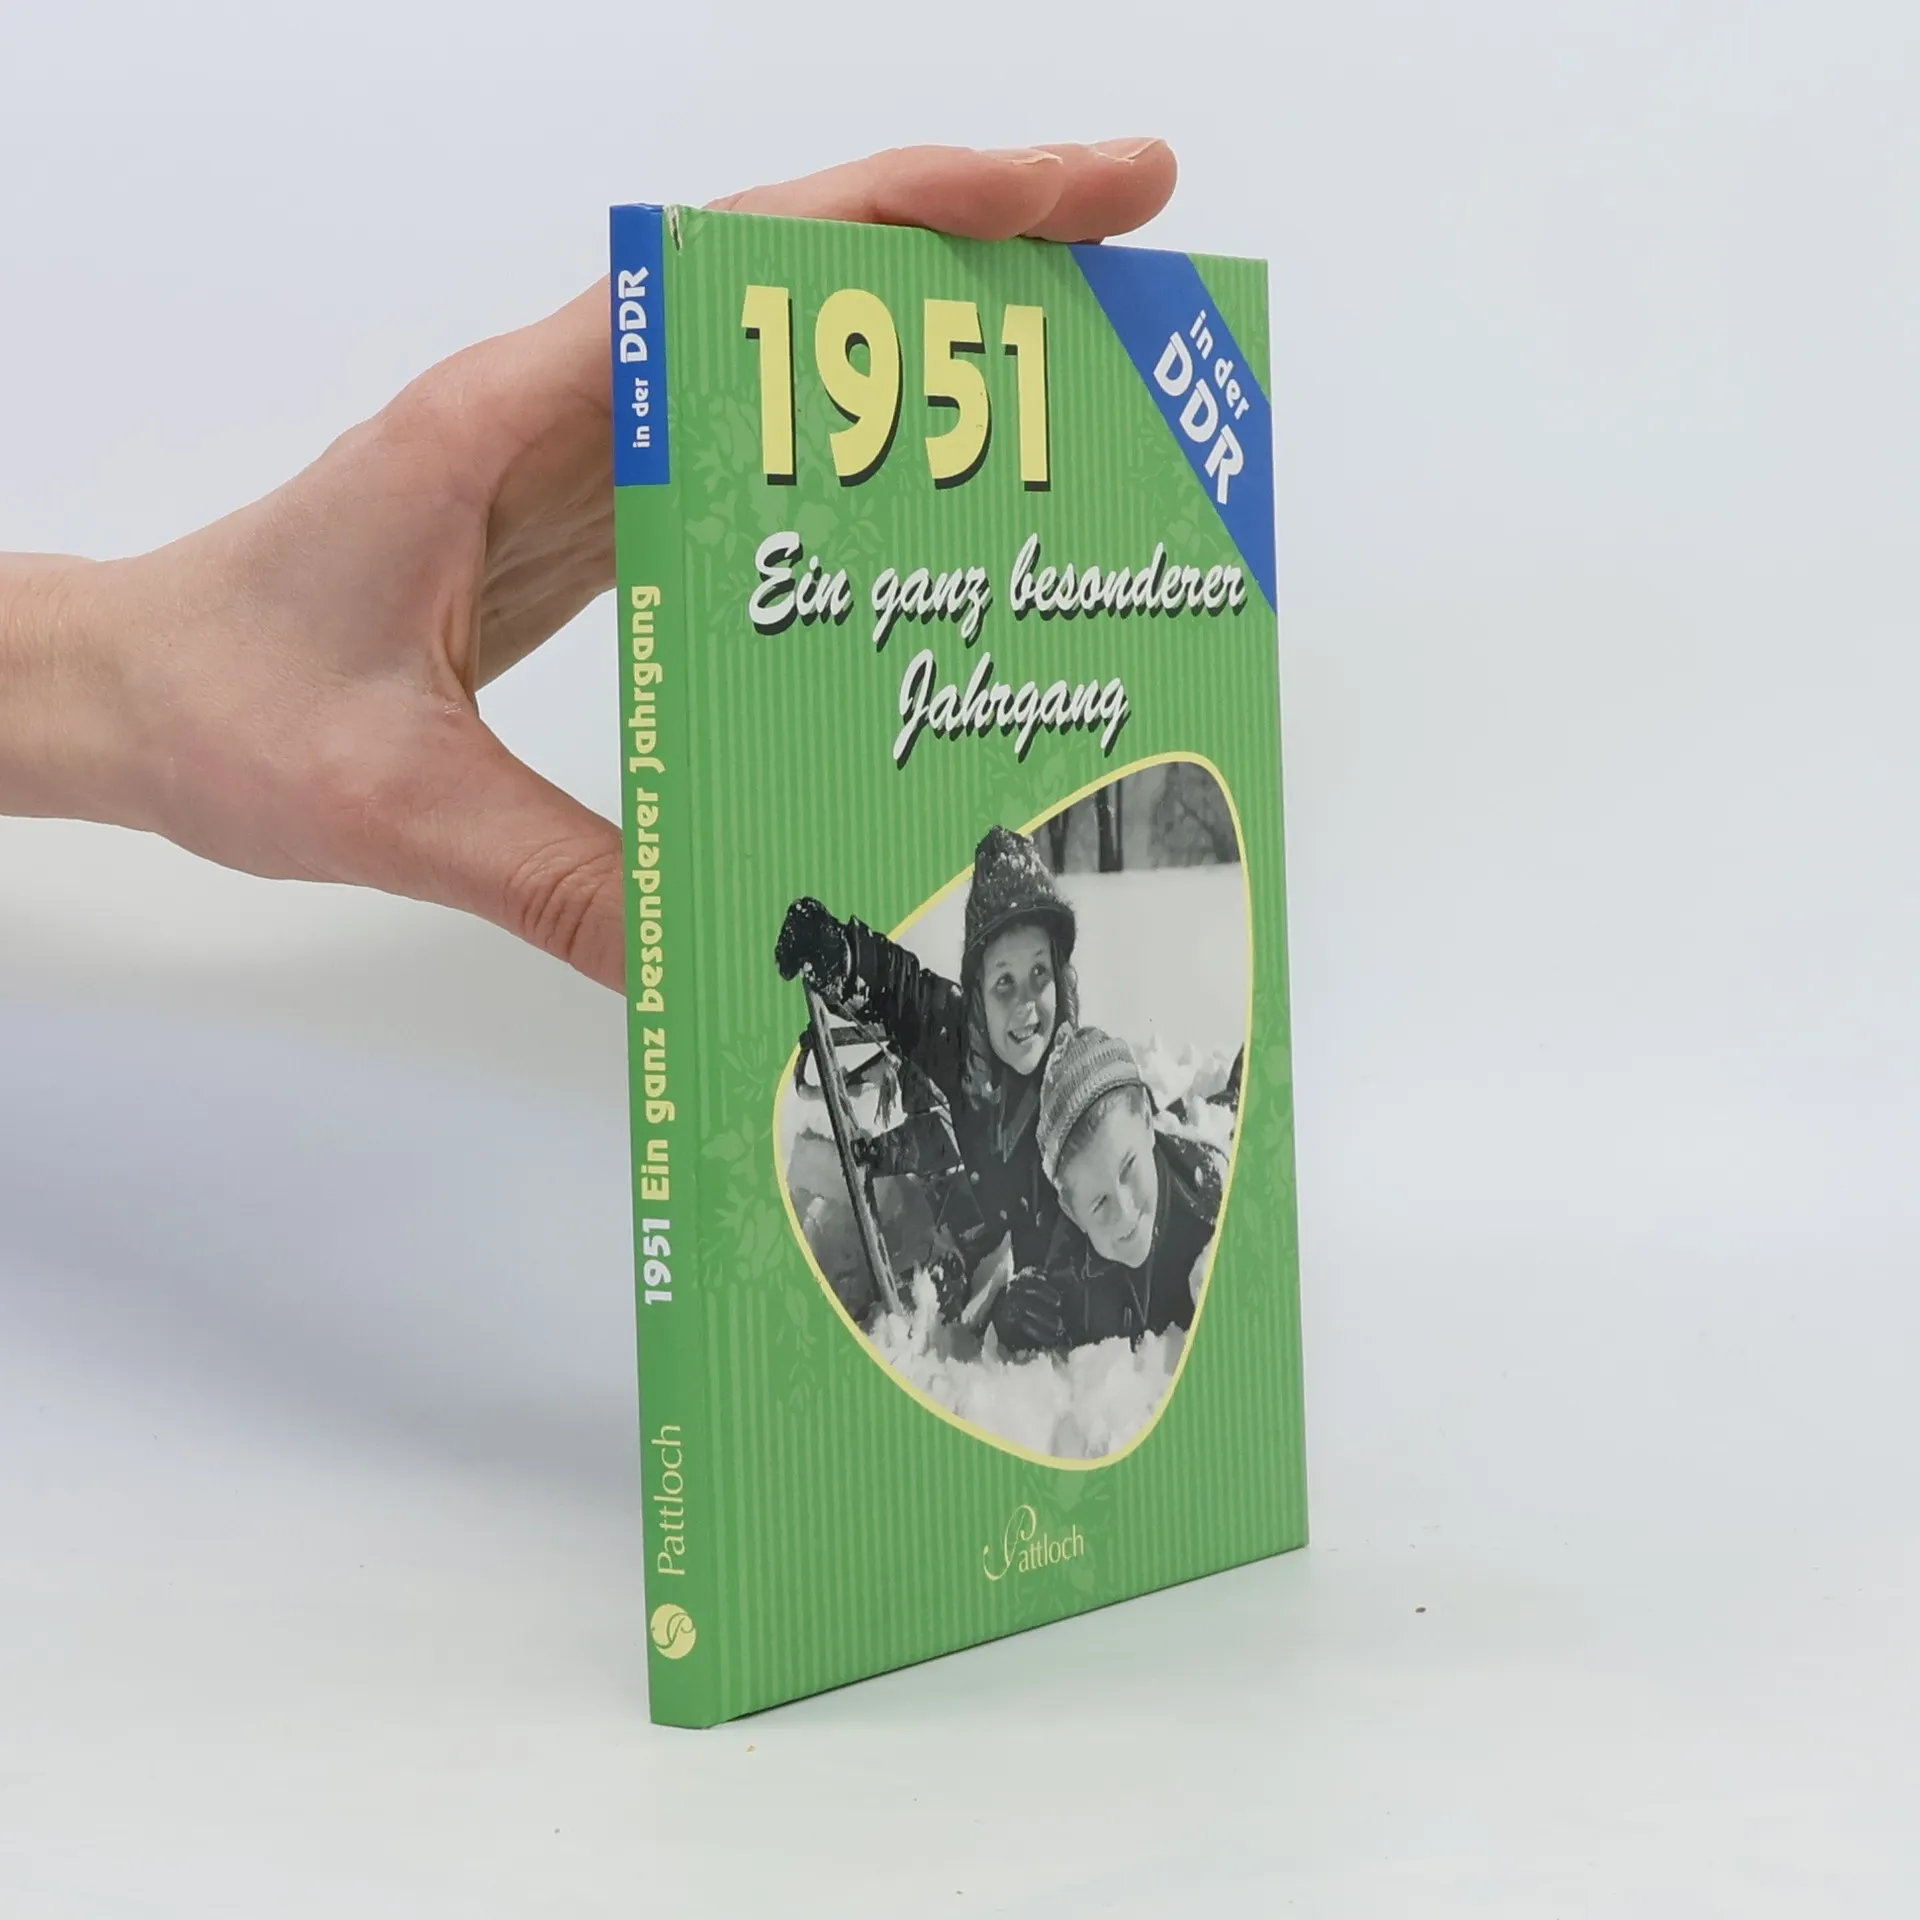 in der DDR
1951 Ein ganz besonderer Jahrgang
Pattloch
1951
in der
DDR
Ein ganz besonderer
Jahrgang
Pattloch